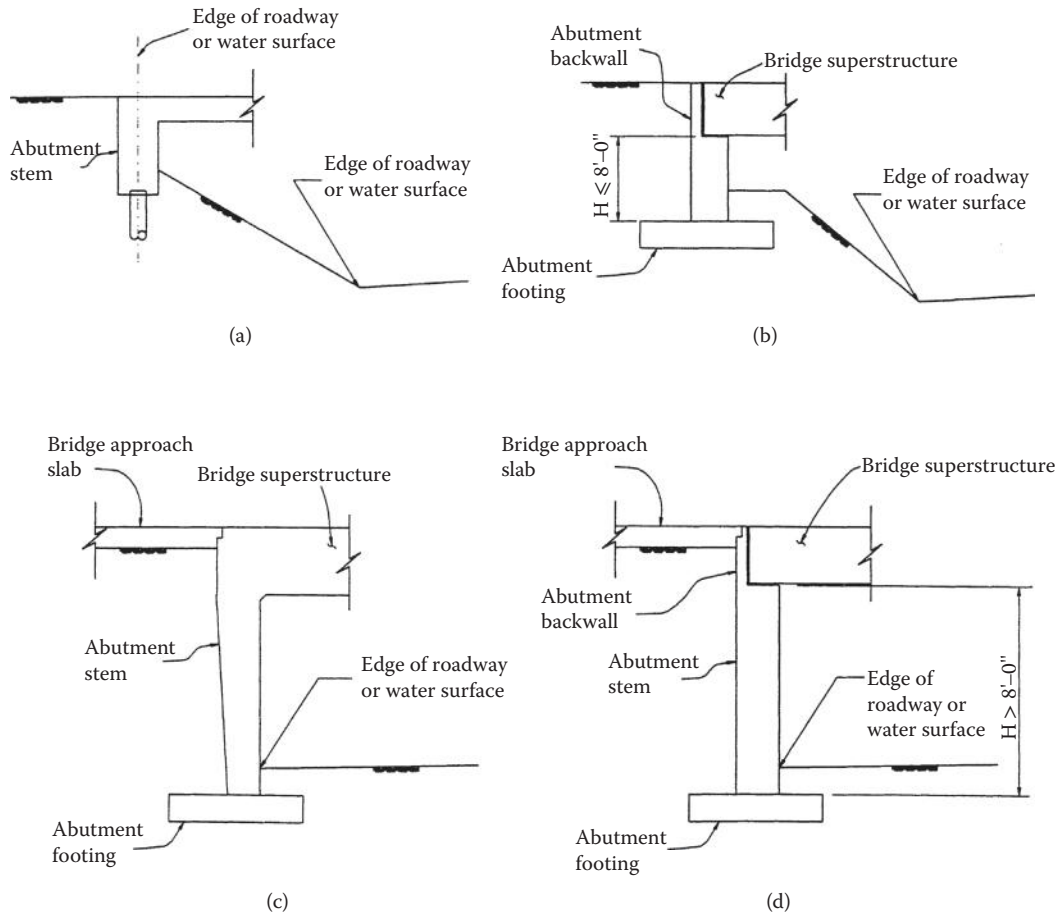 Edge of roadway
or water surface
Abutment
stem
Edge of roadway
or water surface
(a)
Abutment
backwall
Bridge superstructure
H ≤ 8'–0"
Edge of roadway
or water surface
Abutment
footing
(b)
Bridge approach
slab
Bridge superstructure
Abutment
stem
Edge of roadway
or water surface
Abutment
footing
(c)
Bridge approach
slab
Bridge superstructure
Abutment
backwall
Abutment
stem
Edge of
roadway or
water surface
H > 8'–0"
Abutment
footing
(d)